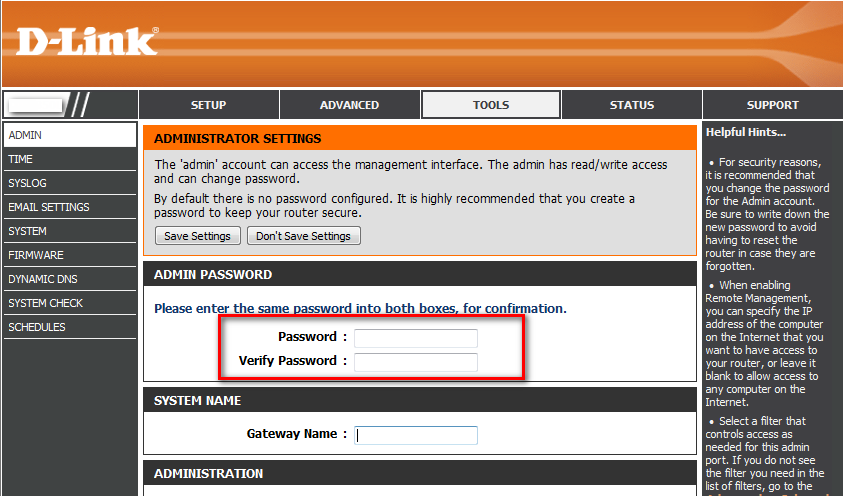 D-Link®
SETUP
ADVANCED
TOOLS
STATUS
SUPPORT
ADMIN
TIME
SYSLOG
EMAIL SETTINGS
SYSTEM
FIRMWARE
DYNAMIC DNS
SYSTEM CHECK
SCHEDULES
ADMINISTRATOR SETTINGS
The 'admin' account can access the management interface. The admin has read/write access
and can change password.
By default there is no password configured. It is highly recommended that you create a
password to keep your router secure.
Save Settings
Don't Save Settings
ADMIN PASSWORD
Please enter the same password into both boxes, for confirmation.
Password :
Verify Password :
SYSTEM NAME
Gateway Name :
ADMINISTRATION
Helpful Hints...
• For security reasons,
it is recommended that
you change the password
for the Admin account.
Be sure to write down the
new password to avoid
having to reset the
router in case they are
forgotten.
• When enabling
Remote Management,
you can specify the IP
address of the computer
on the Internet that you
want to have access to
your router, or leave it
blank to allow access to
any computer on the
Internet.
• Select a filter that
controls access as
needed for this admin
port. If you do not see
the filter you need in the
list of filters, go to the